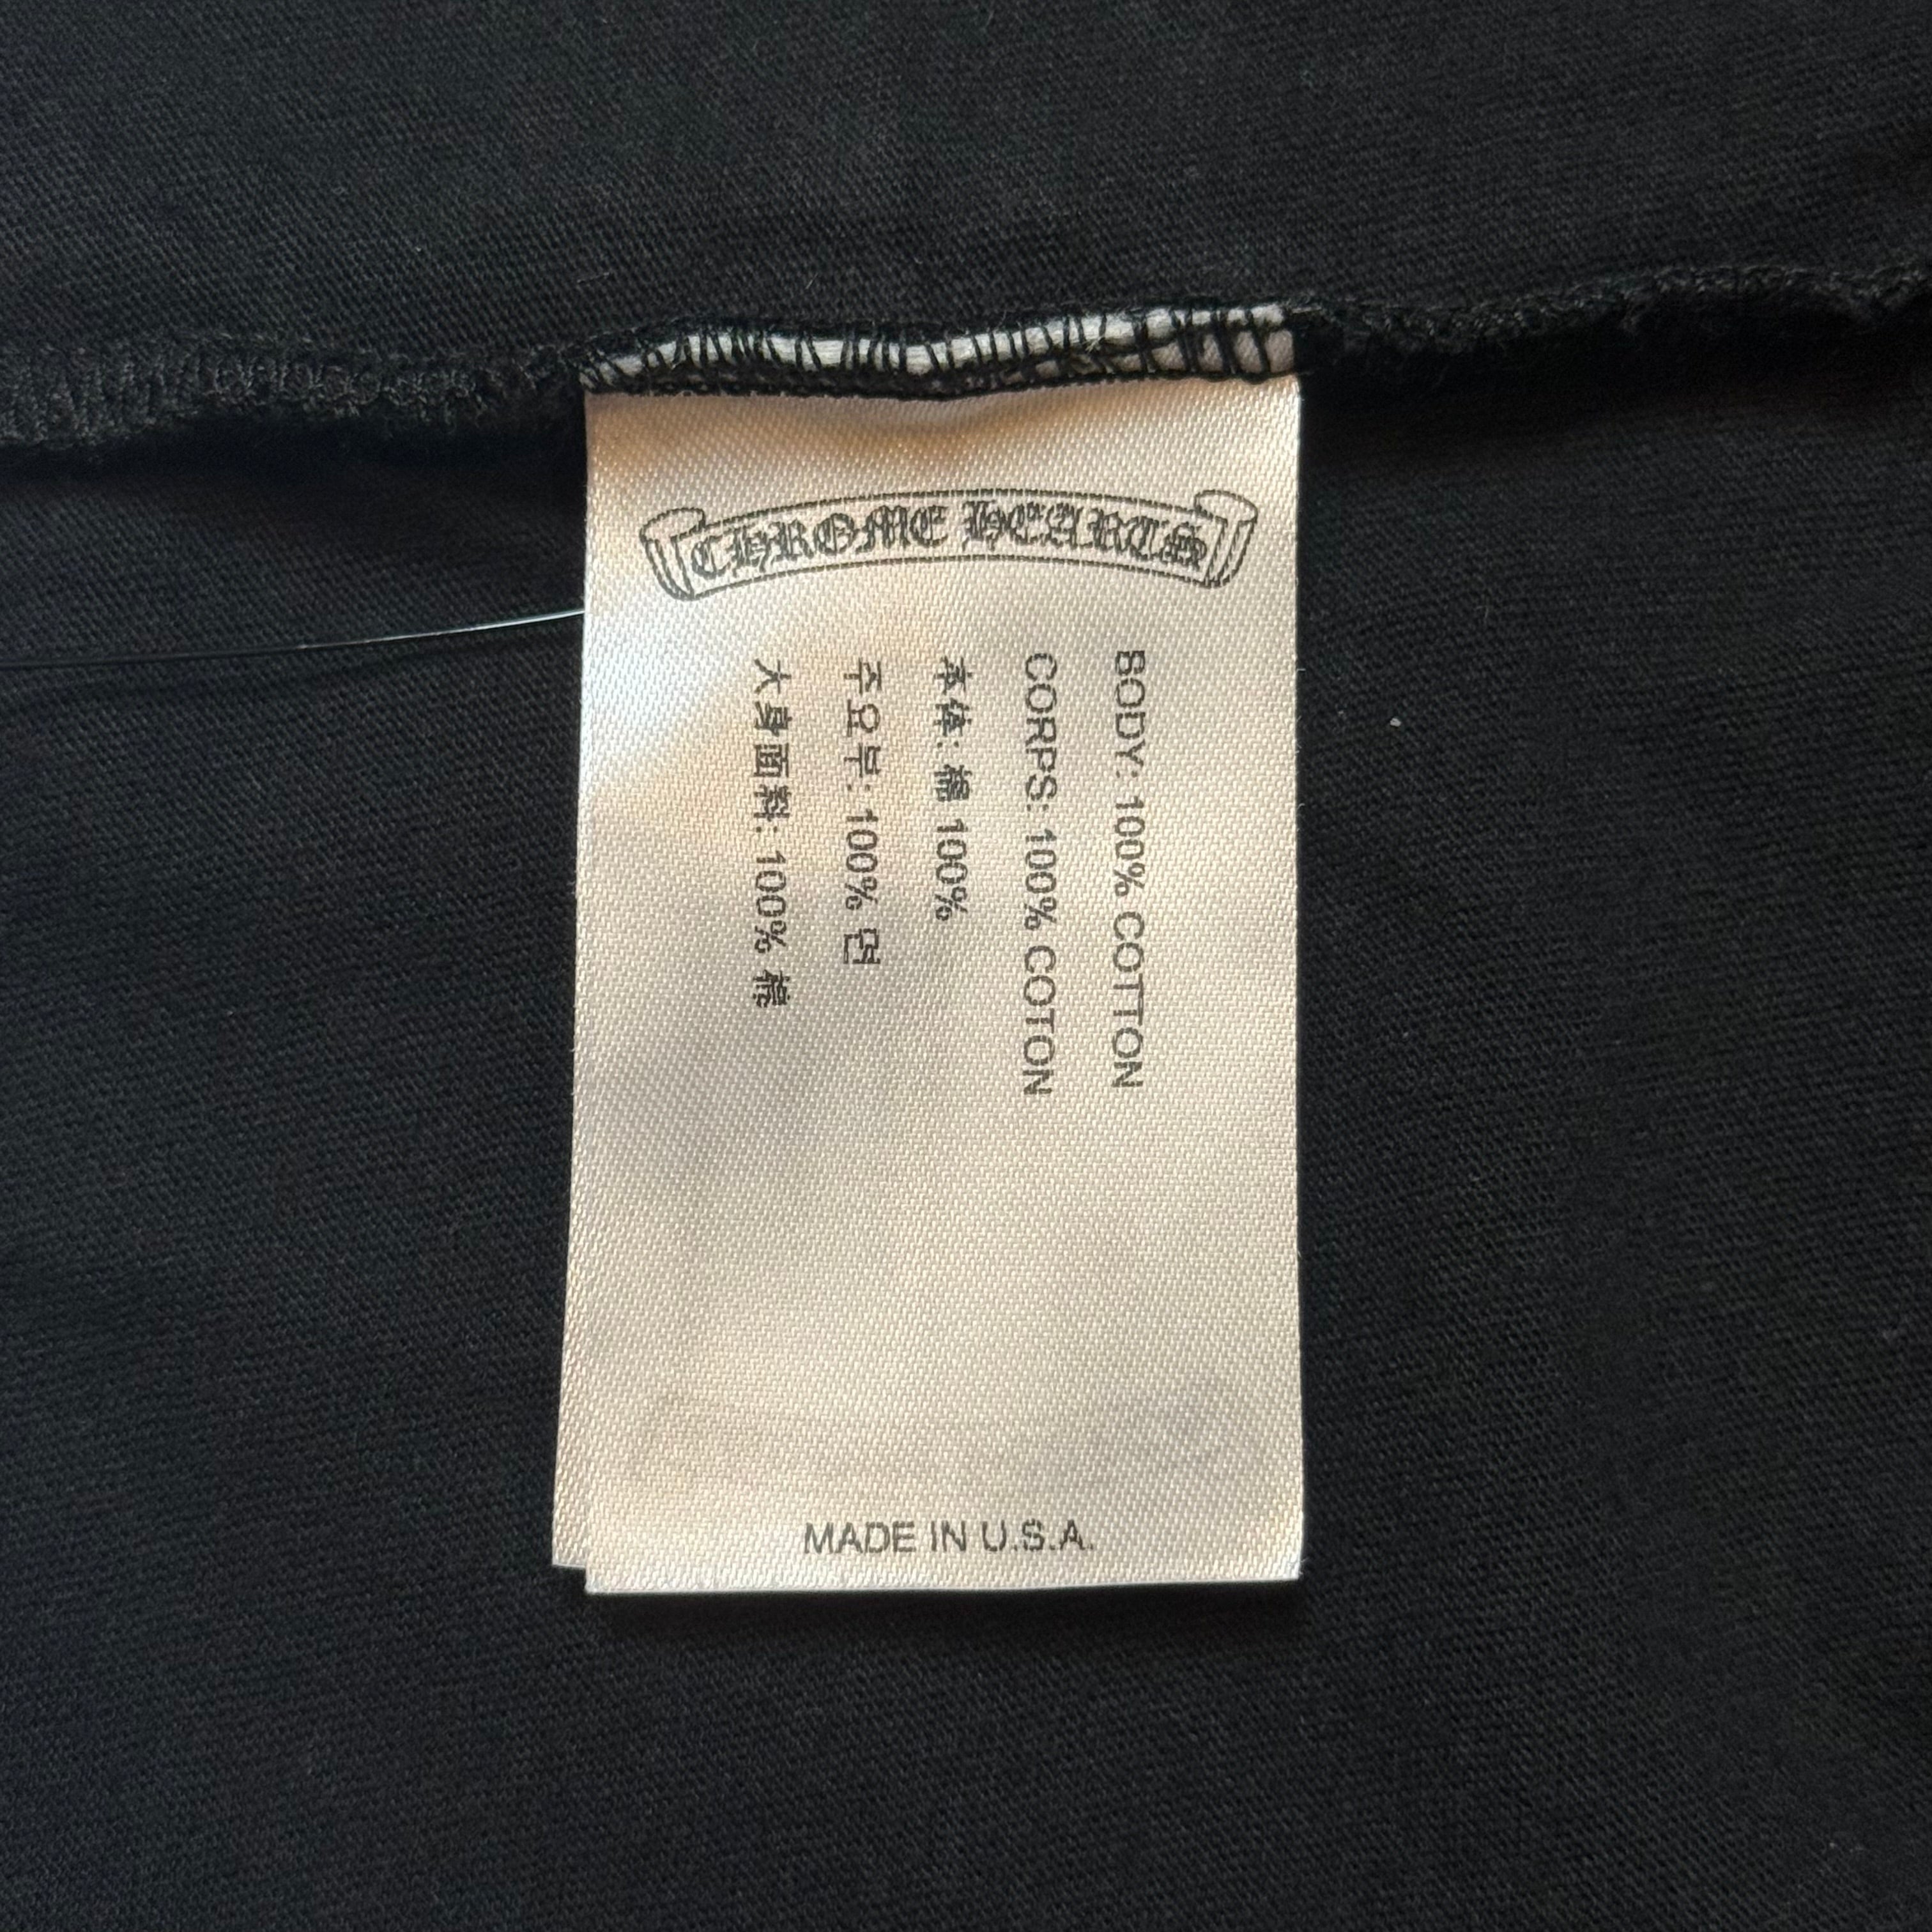 CHROME HEARTS
BODY: 100% COTTON
CORPS: 100% COTON
本体: 棉 100%
주요부: 100% 면
大身面料: 100% 棉
MADE IN U.S.A.